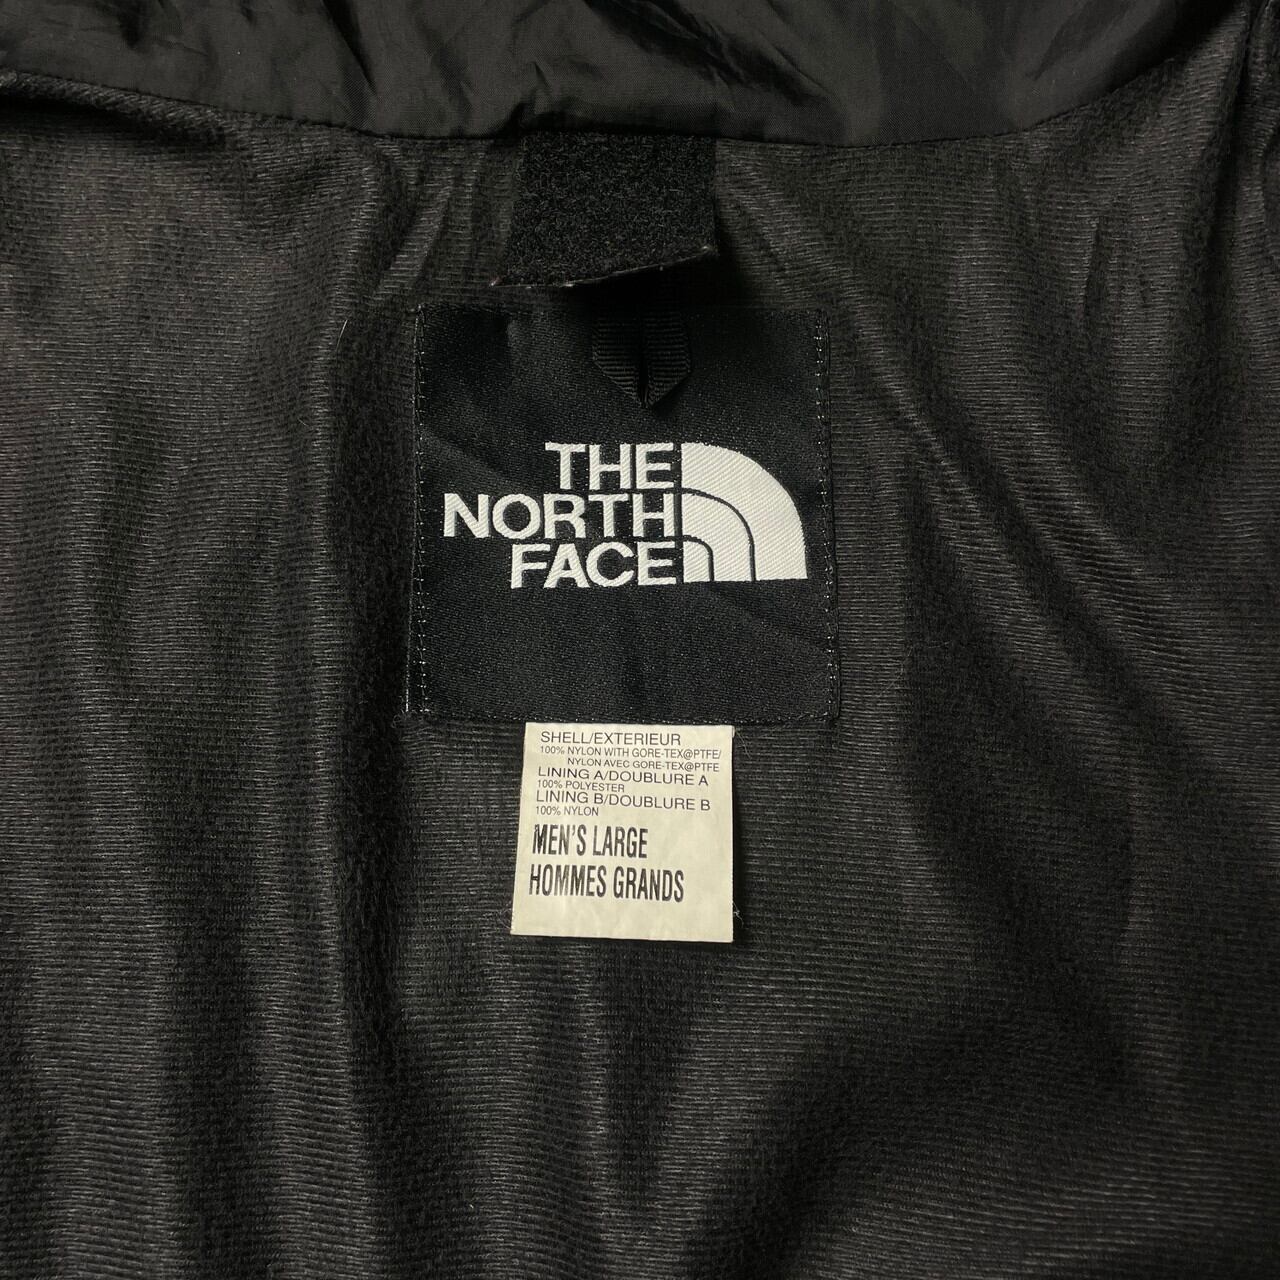 THE
NORTH
FACE
SHELL/EXTERIEUR
100% NYLON WITH GORE-TEX@PTFE/
NYLON AVEC GORE-TEX@PTFE
LINING A/DOUBLURE A
100% POLYESTER
LINING B/DOUBLURE B
100% NYLON
MEN'S LARGE
HOMMES GRANDS